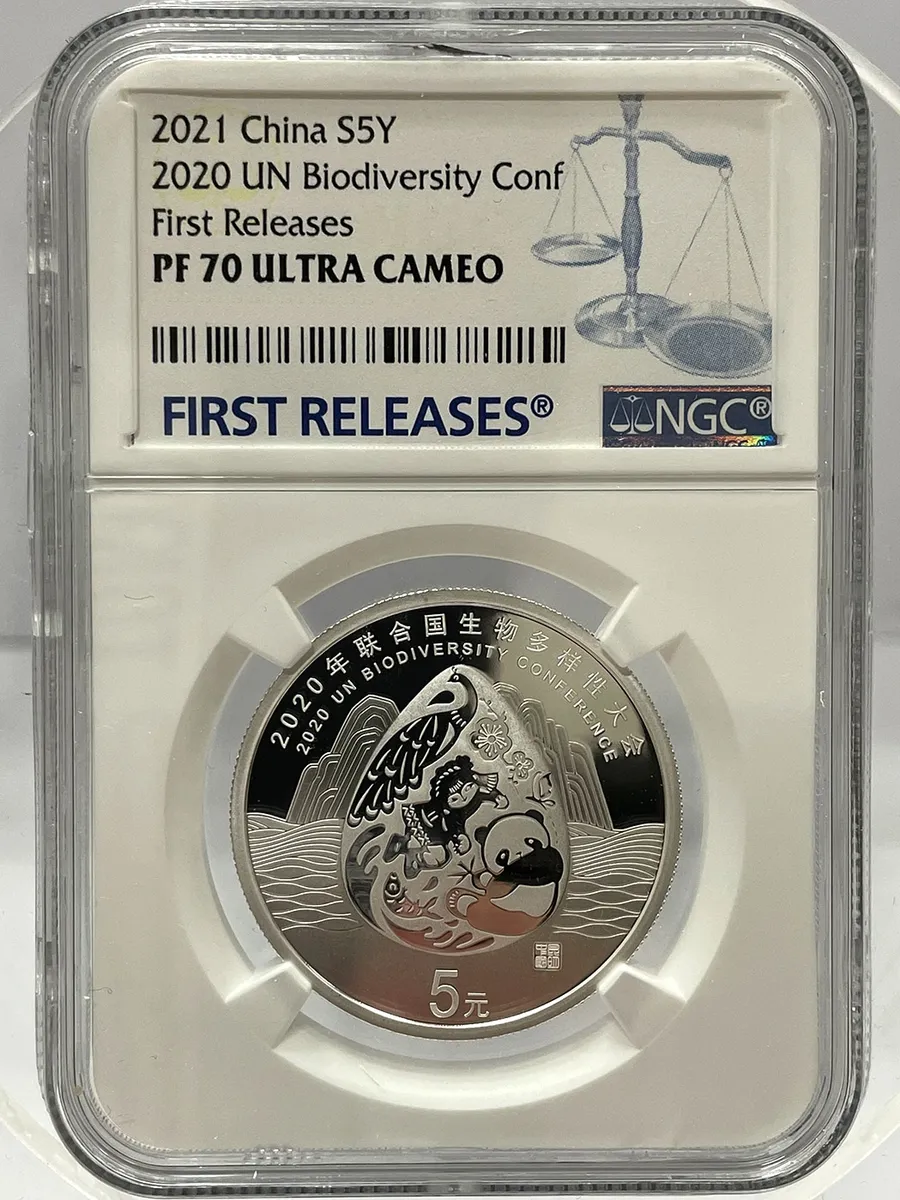 2021 China S5Y
2020 UN Biodiversity Conf
First Releases
PF 70 ULTRA CAMEO
FIRST RELEASES®
NGC®
2020年联合国生物多样性大会
2020 UN BIODIVERSITY CONFERENCE
5元